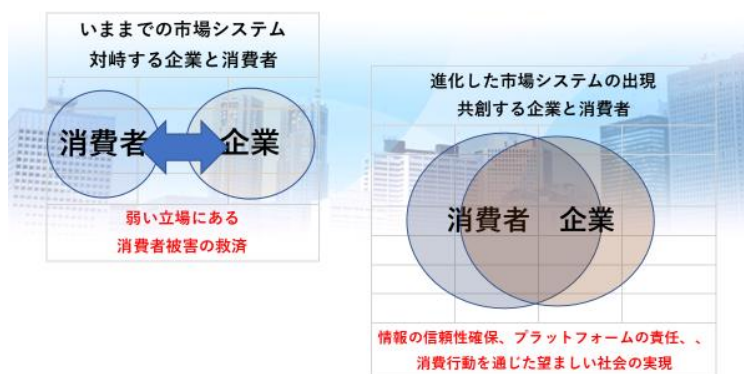 いままでの市場システム
対峙する企業と消費者
消費者
企業
弱い立場にある
消費者被害の救済
進化した市場システムの出現
共創する企業と消費者
消費者
企業
情報の信頼性確保、プラットフォームの責任、、
消費行動を通じた望ましい社会の実現